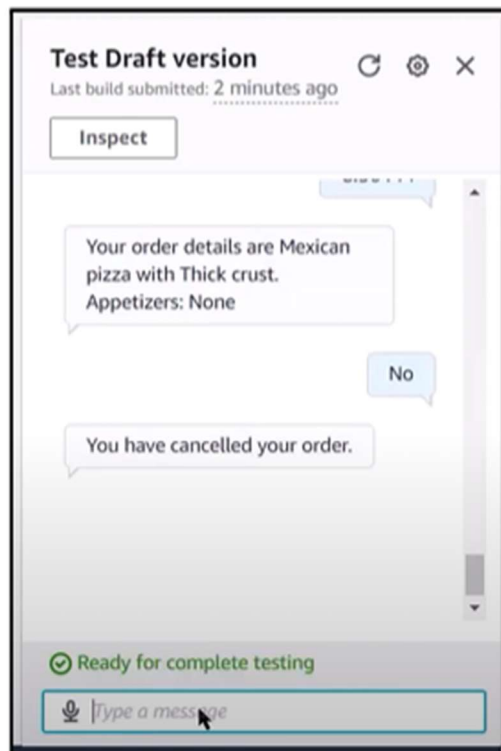 Test Draft version
Last build submitted: 2 minutes ago
Inspect
Your order details are Mexican
pizza with Thick crust.
Appetizers: None
No
You have cancelled your order.
Ready for complete testing
Type a message